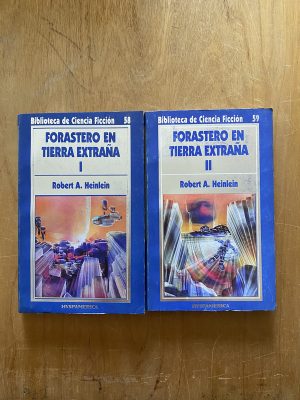 Biblioteca de Ciencia Ficción 58
FORASTERO EN
TIERRA EXTRAÑA
I
Robert A. Heinlein
HYSPAMERICA
Biblioteca de Ciencia Ficción 59
FORASTERO EN
TIERRA EXTRAÑA
II
Robert A. Heinlein
HYSPAMERICA